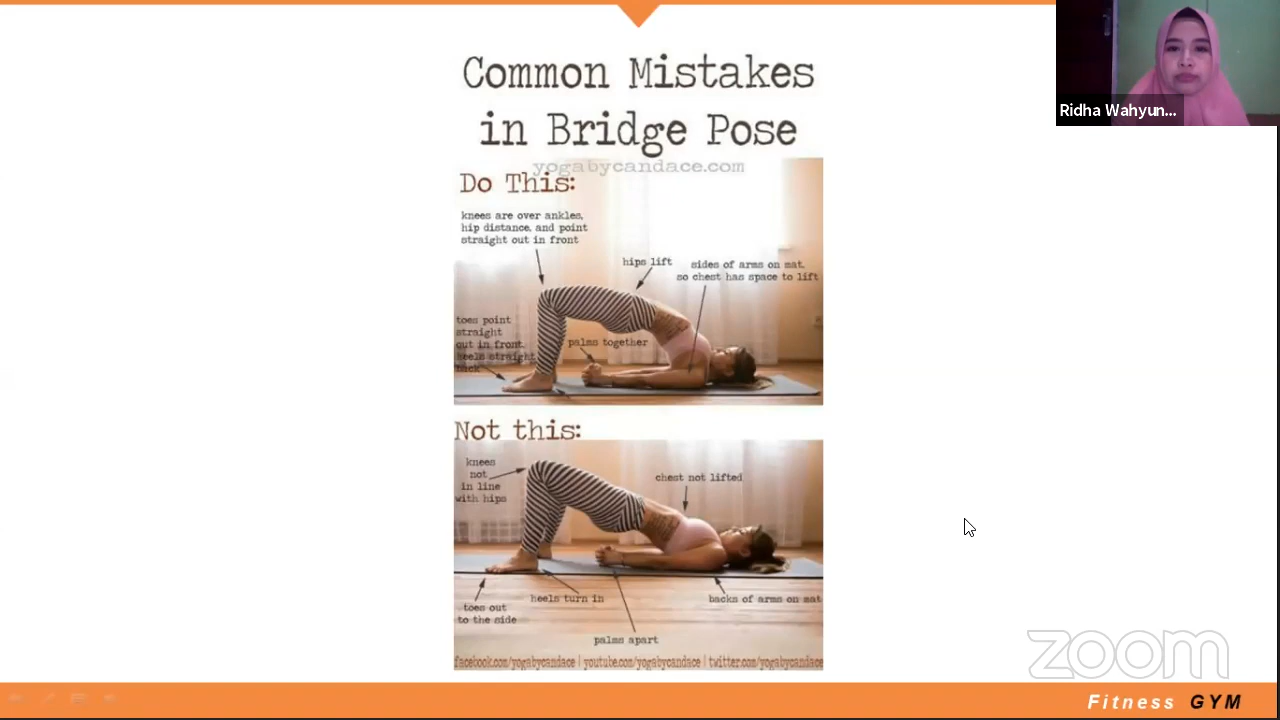 Common Mistakes
in Bridge Pose
yogabycandace.com
Do This:
knees are over ankles,
hip distance, and point
straight out in front
hips lift
sides of arms on mat,
so chest has space to lift
toes point
straight
out in front,
heels straight
back
palms together
Not this:
knees
not
in line
with hips
chest not lifted
heels turn in
backs of arms on mat
toes out
to the side
palms apart
facebook.com/yogabycandace | youtube.com/yogabycandace | twitter.com/yogabycandace
Ridha Wahyun...
zoom
Fitness GYM